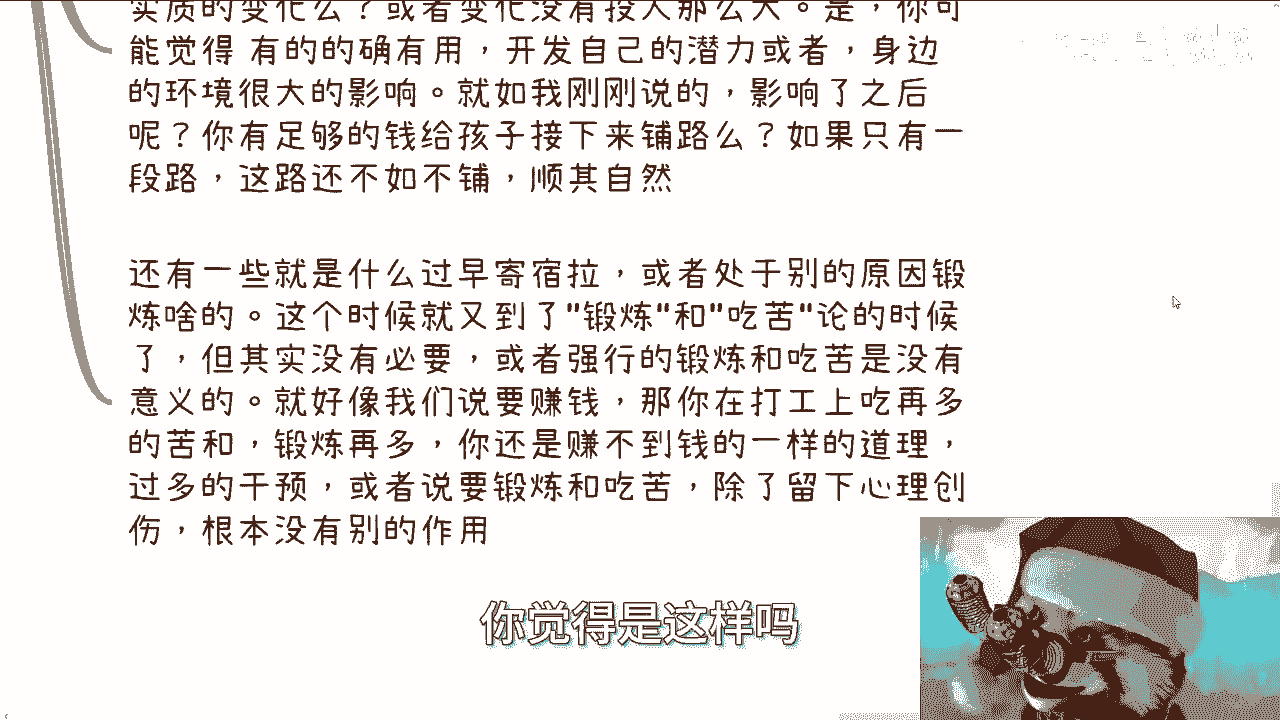 实质的变化么？或者变化没有投入那么大。是，你可
能觉得 有的的确有用，开发自己的潜力或者，身边
的环境很大的影响。就如我刚刚说的，影响了之后
呢？你有足够的钱给孩子接下来铺路么？如果只有一
段路，这路还不如不铺，顺其自然
还有一些就是什么过早寄宿拉，或者处于别的原因锻
炼啥的。这个时候就又到了"锻炼"和"吃苦"论的时候
了，但其实没有必要，或者强行的锻炼和吃苦是没有
意义的。就好像我们说要赚钱，那你在打工上吃再多
的苦和，锻炼再多，你还是赚不到钱的一样的道理，
过多的干预，或者说要锻炼和吃苦，除了留下心理创
伤，根本没有别的作用
你觉得是这样吗